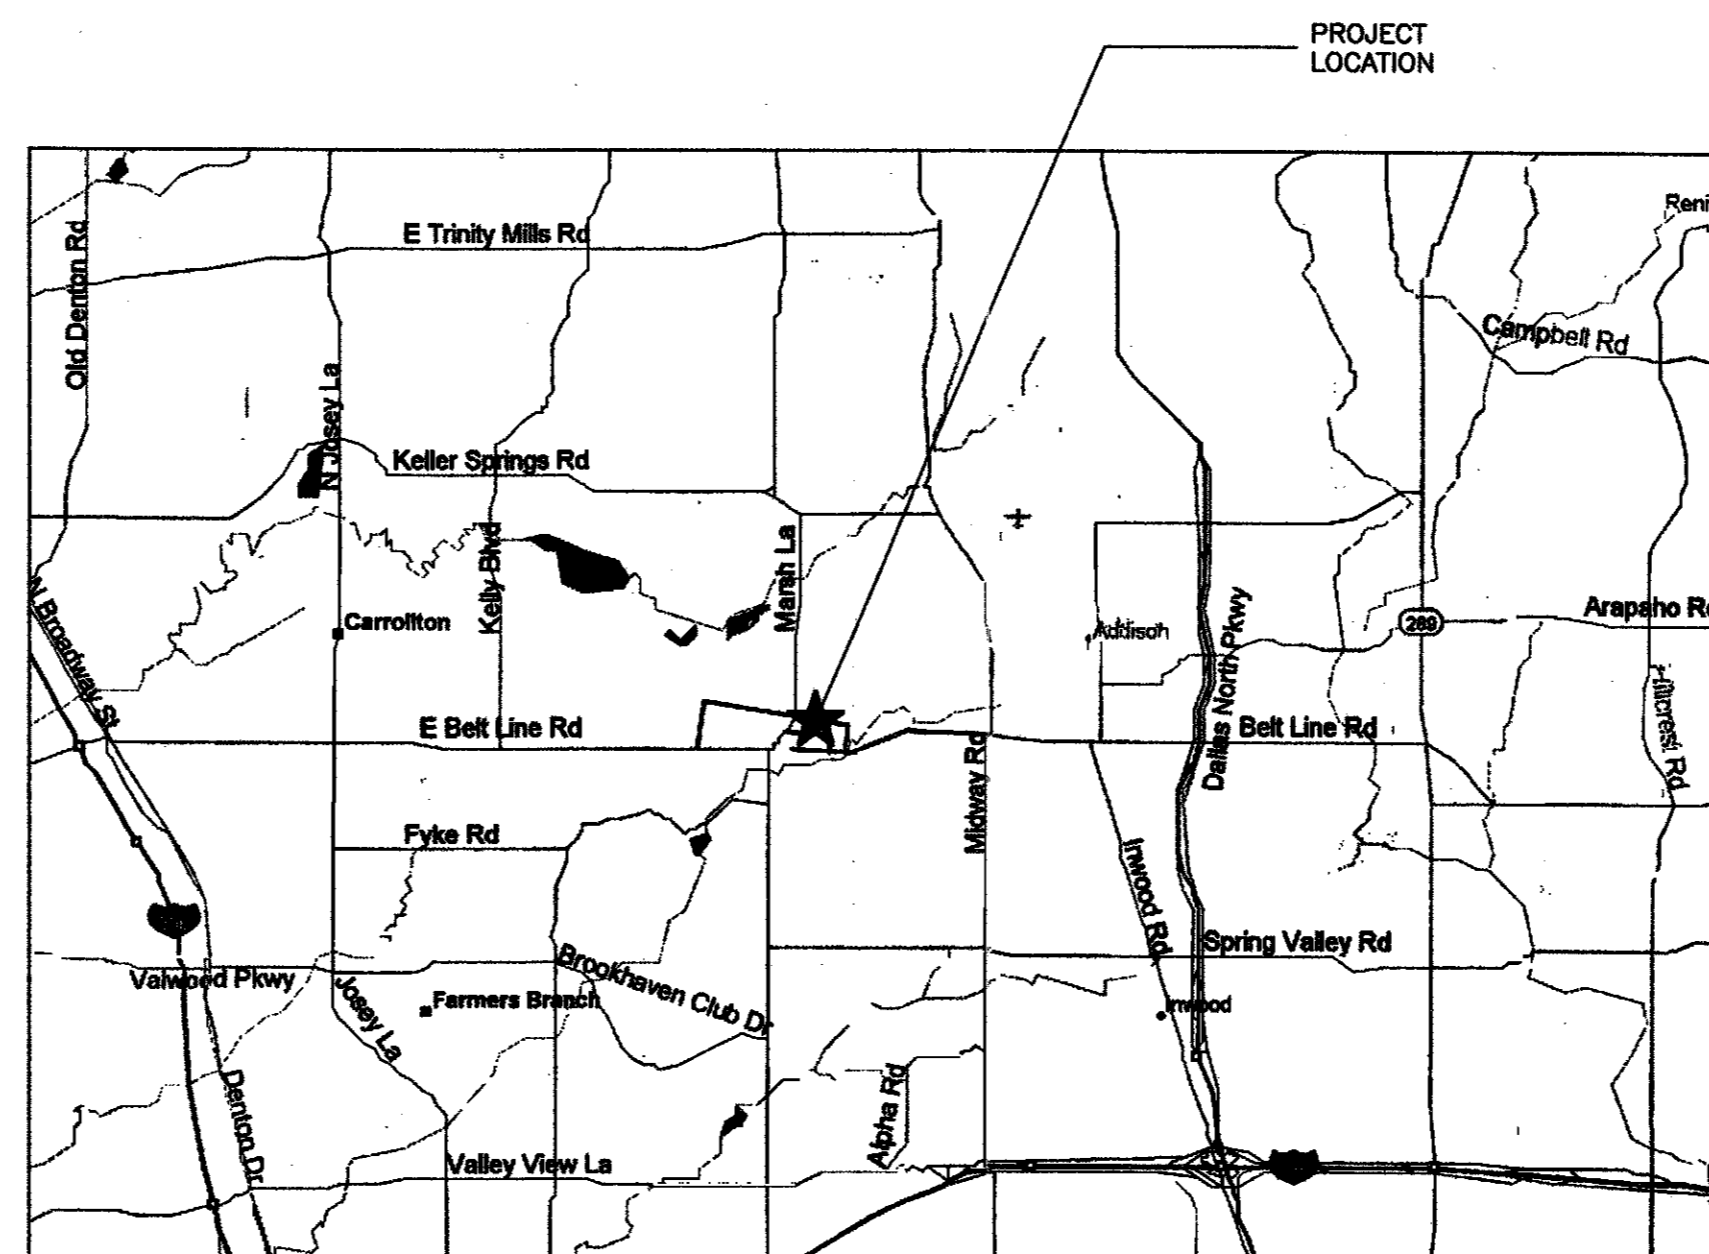 PROJECT
LOCATION
Reni
Old Denton Rd
E Trinity Mills Rd
Campbell Rd
N Josey La
Keller Springs Rd
Kelly Blvd
Marsh La
N Broadway St
Carrollton
Addison
Dallas North Pkwy
289
Arapaho Rd
Hillcrest Rd
E Belt Line Rd
Belt Line Rd
Midway Rd
Fyke Rd
Inwood Rd
Spring Valley Rd
Valwood Pkwy
Brookhaven Club Dr
Josey La
Farmers Branch
Inwood
Denton Dr
Alpha Rd
Valley View La